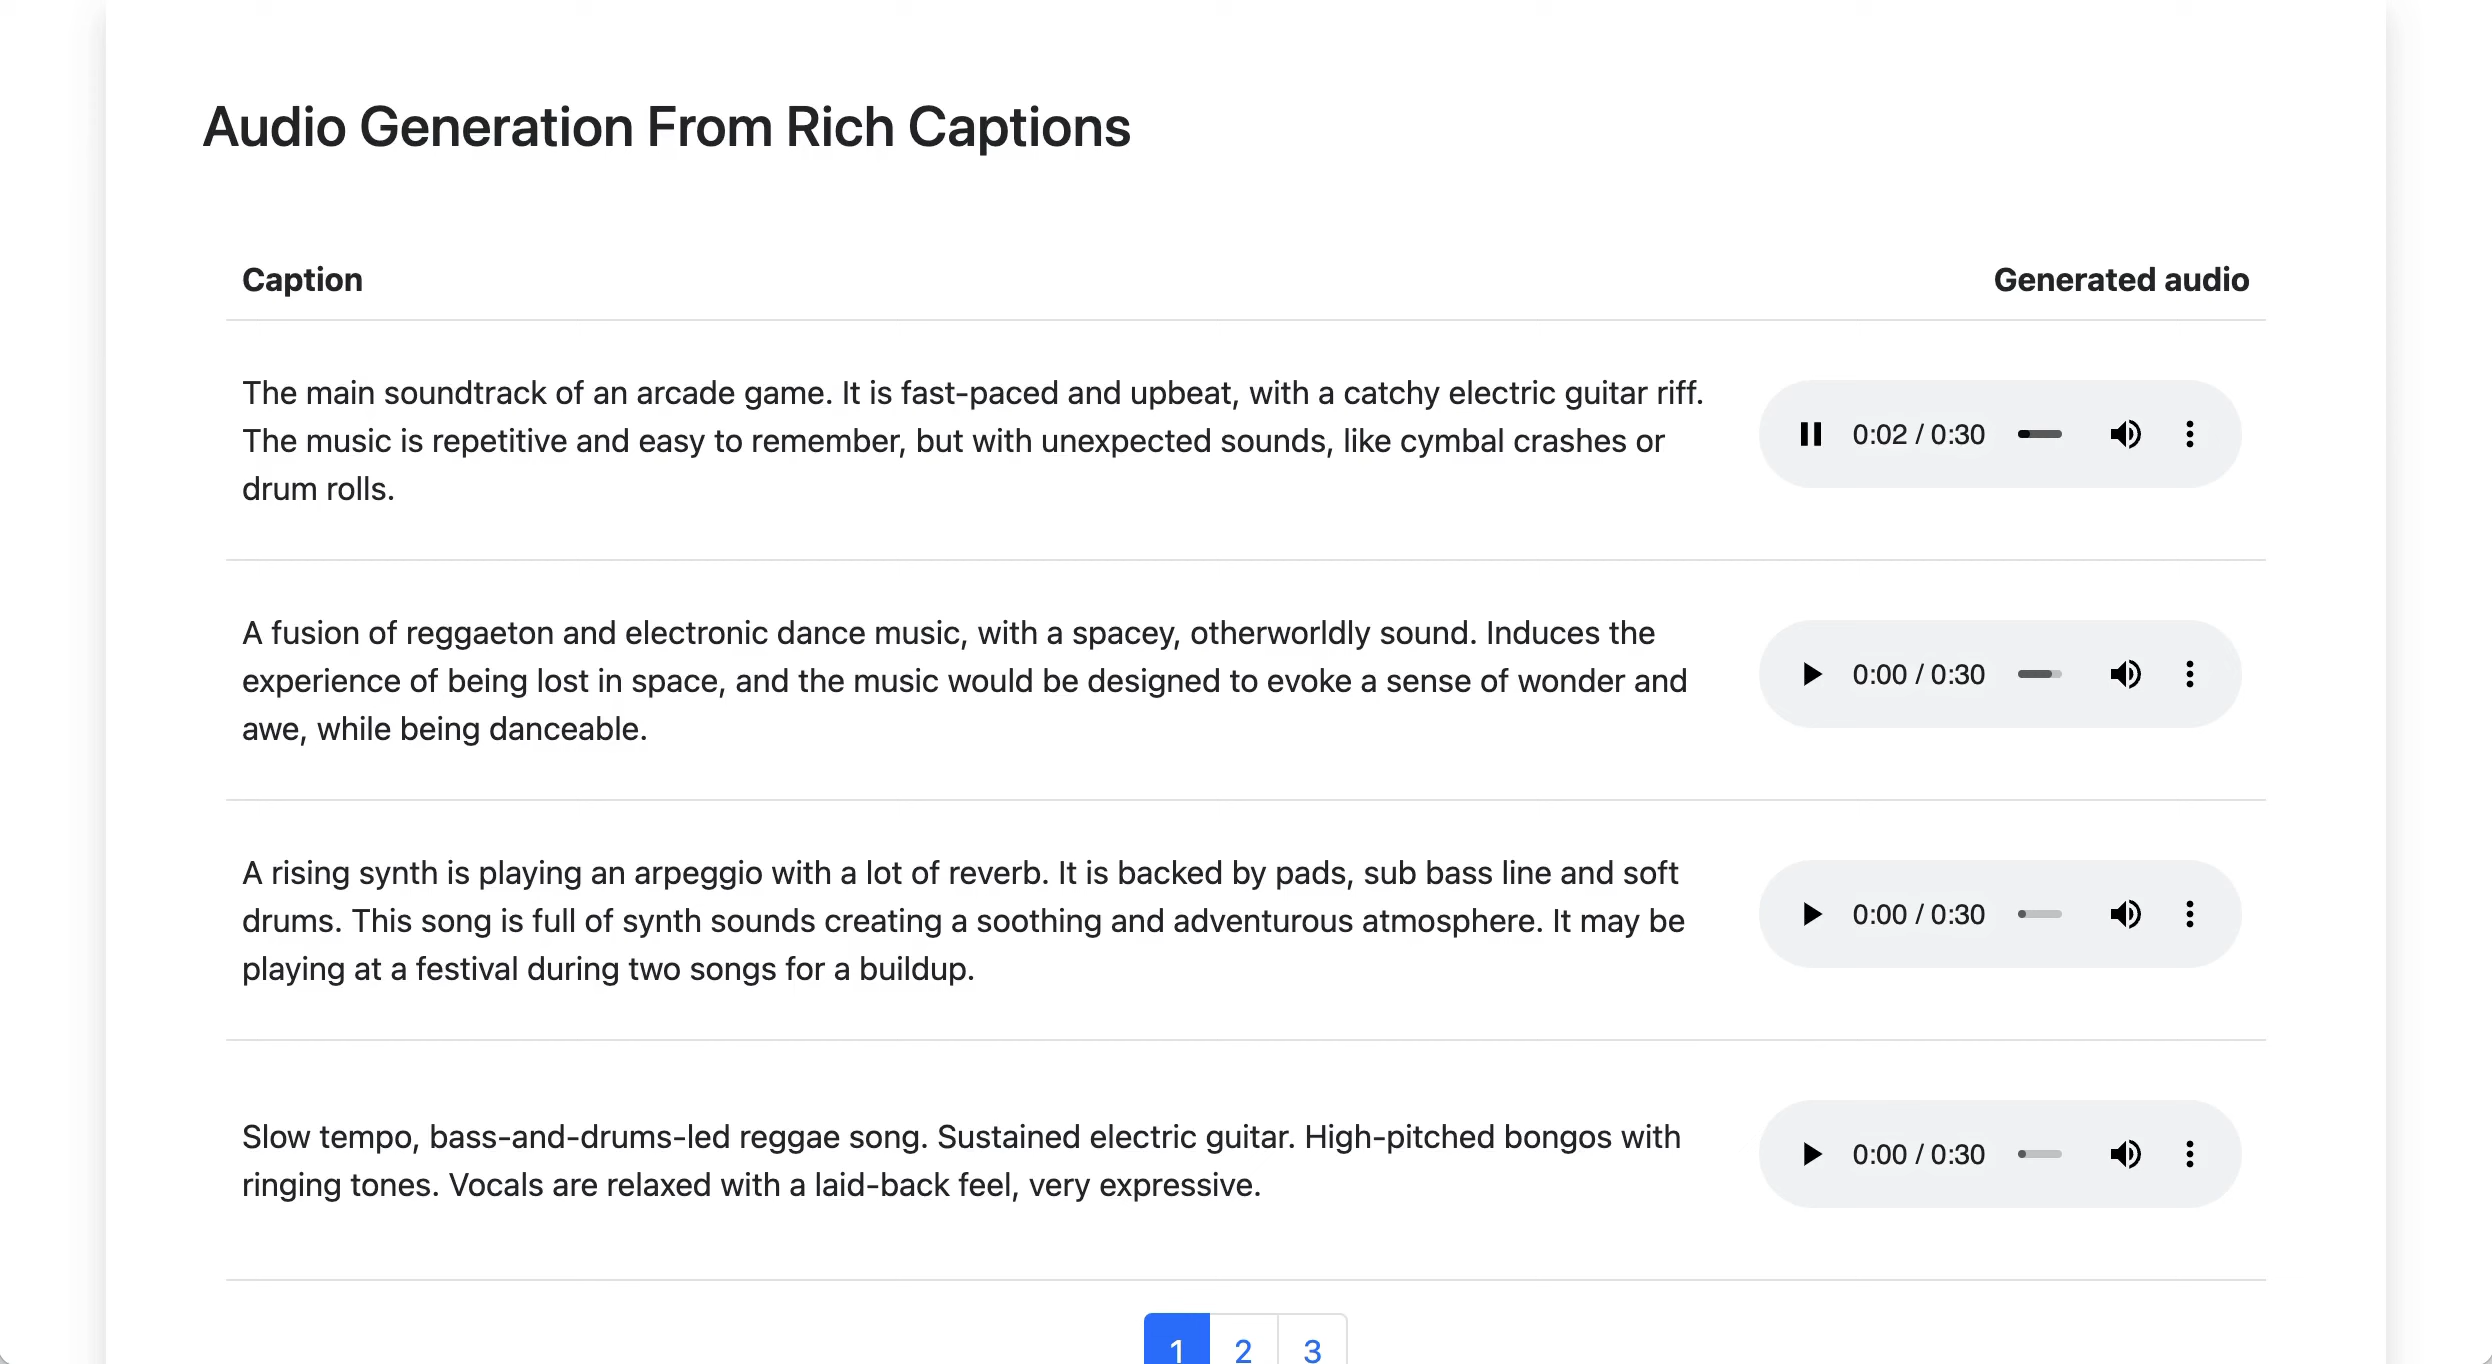 Audio Generation From Rich Captions
Caption
Generated audio
The main soundtrack of an arcade game. It is fast-paced and upbeat, with a catchy electric guitar riff.
The music is repetitive and easy to remember, but with unexpected sounds, like cymbal crashes or
drum rolls.
0:02 / 0:30
A fusion of reggaeton and electronic dance music, with a spacey, otherworldly sound. Induces the
experience of being lost in space, and the music would be designed to evoke a sense of wonder and
awe, while being danceable.
0:00 / 0:30
A rising synth is playing an arpeggio with a lot of reverb. It is backed by pads, sub bass line and soft
drums. This song is full of synth sounds creating a soothing and adventurous atmosphere. It may be
playing at a festival during two songs for a buildup.
0:00 / 0:30
Slow tempo, bass-and-drums-led reggae song. Sustained electric guitar. High-pitched bongos with
ringing tones. Vocals are relaxed with a laid-back feel, very expressive.
0:00 / 0:30
1 2 3